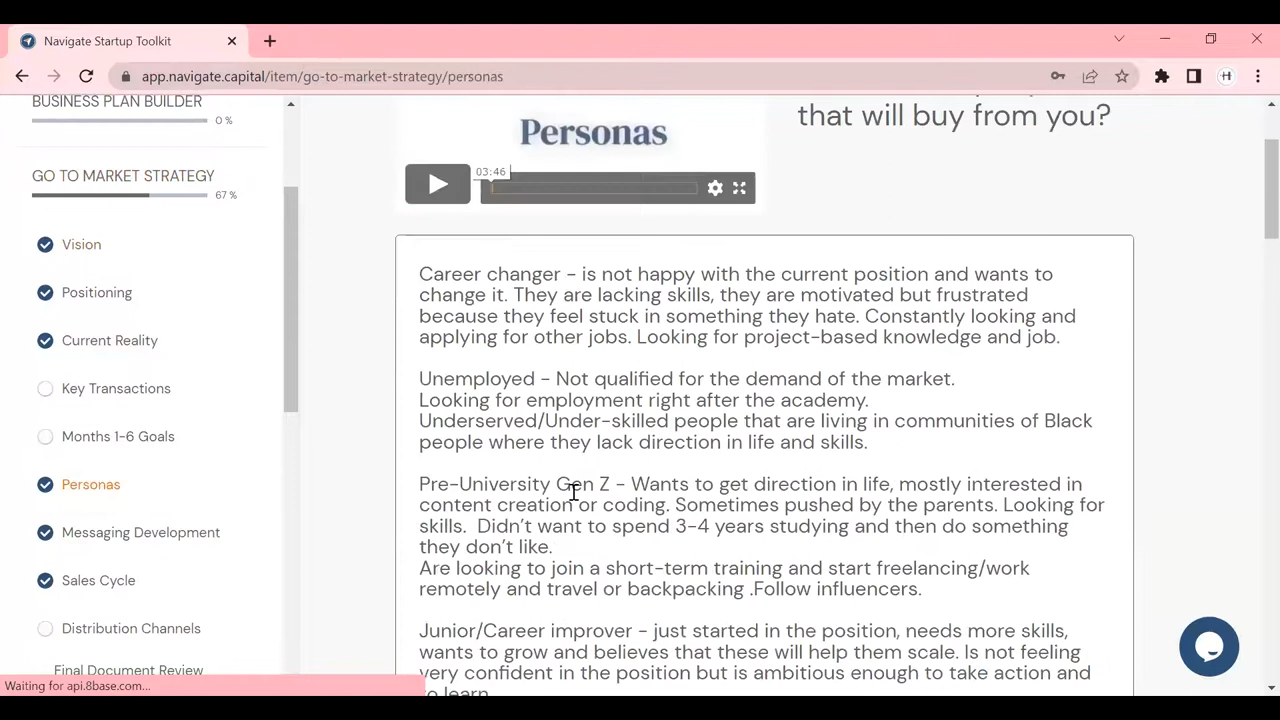 Navigate Startup Toolkit
app.navigate.capital/item/go-to-market-strategy/personas
H
BUSINESS PLAN BUILDER
0 %
GO TO MARKET STRATEGY
67 %
Vision
Positioning
Current Reality
Key Transactions
Months 1-6 Goals
Personas
Messaging Development
Sales Cycle
Distribution Channels
Final Document Review
Waiting for api.8base.com...
Personas
03:46
that will buy from you?
Career changer - is not happy with the current position and wants to
change it. They are lacking skills, they are motivated but frustrated
because they feel stuck in something they hate. Constantly looking and
applying for other jobs. Looking for project-based knowledge and job.
Unemployed - Not qualified for the demand of the market.
Looking for employment right after the academy.
Underserved/Under-skilled people that are living in communities of Black
people where they lack direction in life and skills.
Pre-University Gen Z - Wants to get direction in life, mostly interested in
content creation or coding. Sometimes pushed by the parents. Looking for
skills.  Didn't want to spend 3-4 years studying and then do something
they don't like.
Are looking to join a short-term training and start freelancing/work
remotely and travel or backpacking .Follow influencers.
Junior/Career improver - just started in the position, needs more skills,
wants to grow and believes that these will help them scale. Is not feeling
very confident in the position but is ambitious enough to take action and
to learn